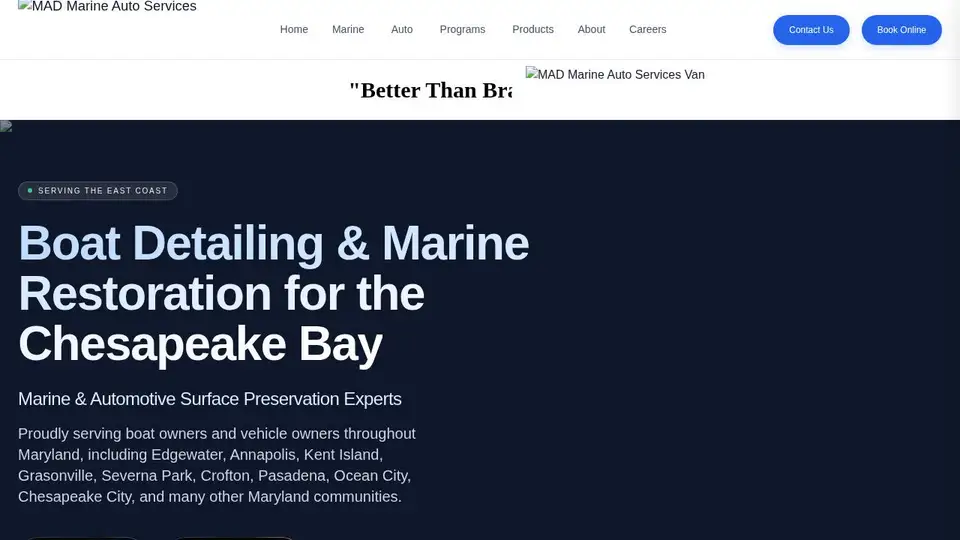 MAD Marine Auto Services
Home Marine Auto Programs Products About Careers
Contact Us Book Online
"Better Than Bra
MAD Marine Auto Services Van
SERVING THE EAST COAST
Boat Detailing & Marine
Restoration for the
Chesapeake Bay
Marine & Automotive Surface Preservation Experts
Proudly serving boat owners and vehicle owners throughout
Maryland, including Edgewater, Annapolis, Kent Island,
Grasonville, Severna Park, Crofton, Pasadena, Ocean City,
Chesapeake City, and many other Maryland communities.